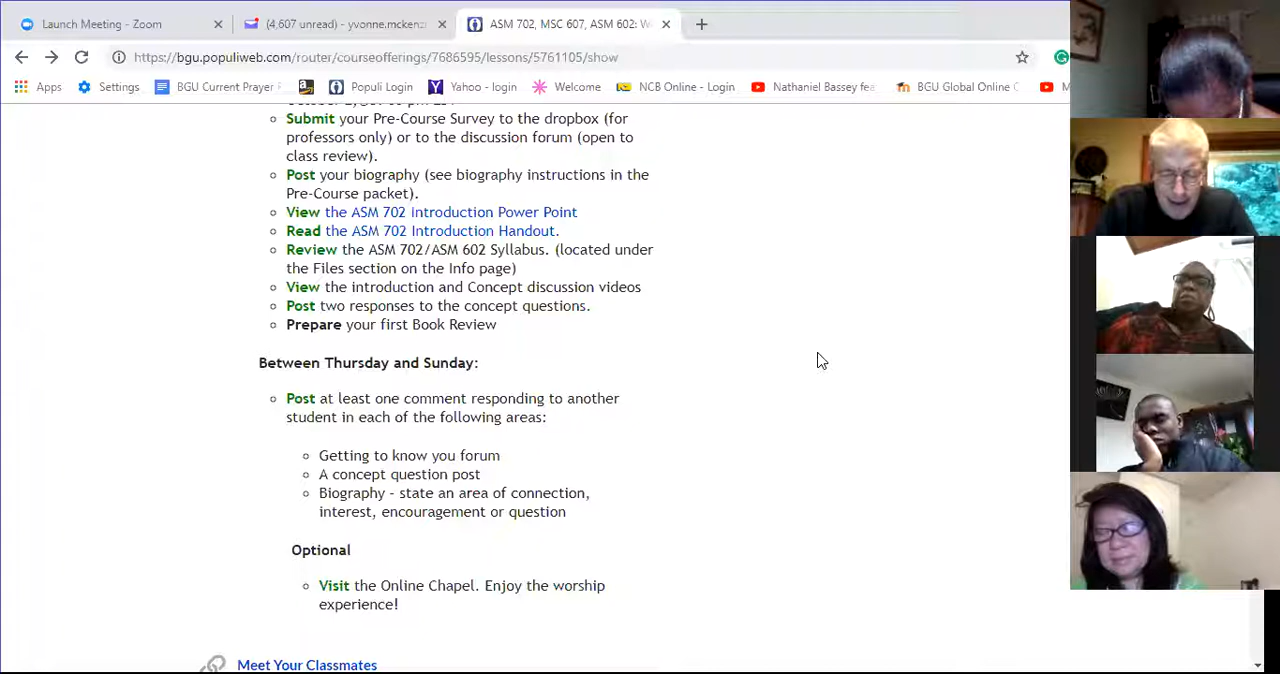 Launch Meeting - Zoom
(4,607 unread) - yvonne.mckenz
ASM 702, MSC 607, ASM 602: W
https://bgu.populiweb.com/router/courseofferings/7686595/lessons/5761105/show
Apps
Settings
BGU Current Prayer
Populi Login
Yahoo - login
Welcome
NCB Online - Login
Nathaniel Bassey fea
BGU Global Online C
M
Submit your Pre-Course Survey to the dropbox (for
professors only) or to the discussion forum (open to
class review).
Post your biography (see biography instructions in the
Pre-Course packet).
View the ASM 702 Introduction Power Point
Read the ASM 702 Introduction Handout.
Review the ASM 702/ASM 602 Syllabus. (located under
the Files section on the Info page)
View the introduction and Concept discussion videos
Post two responses to the concept questions.
Prepare your first Book Review
Between Thursday and Sunday:
Post at least one comment responding to another
student in each of the following areas:
Getting to know you forum
A concept question post
Biography - state an area of connection,
interest, encouragement or question
Optional
Visit the Online Chapel. Enjoy the worship
experience!
Meet Your Classmates